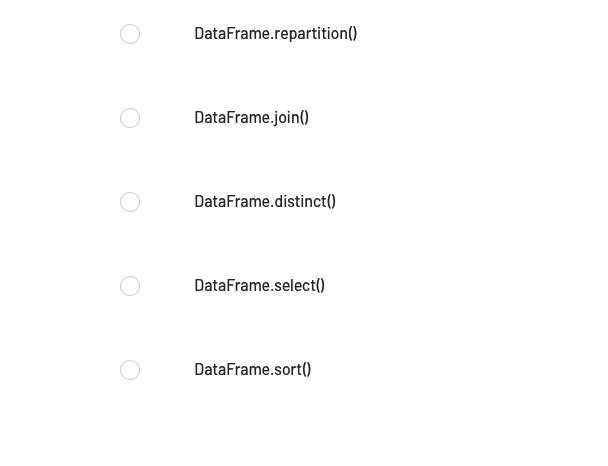 DataFrame.repartition()
DataFrame.join()
DataFrame.distinct()
DataFrame.select()
DataFrame.sort()